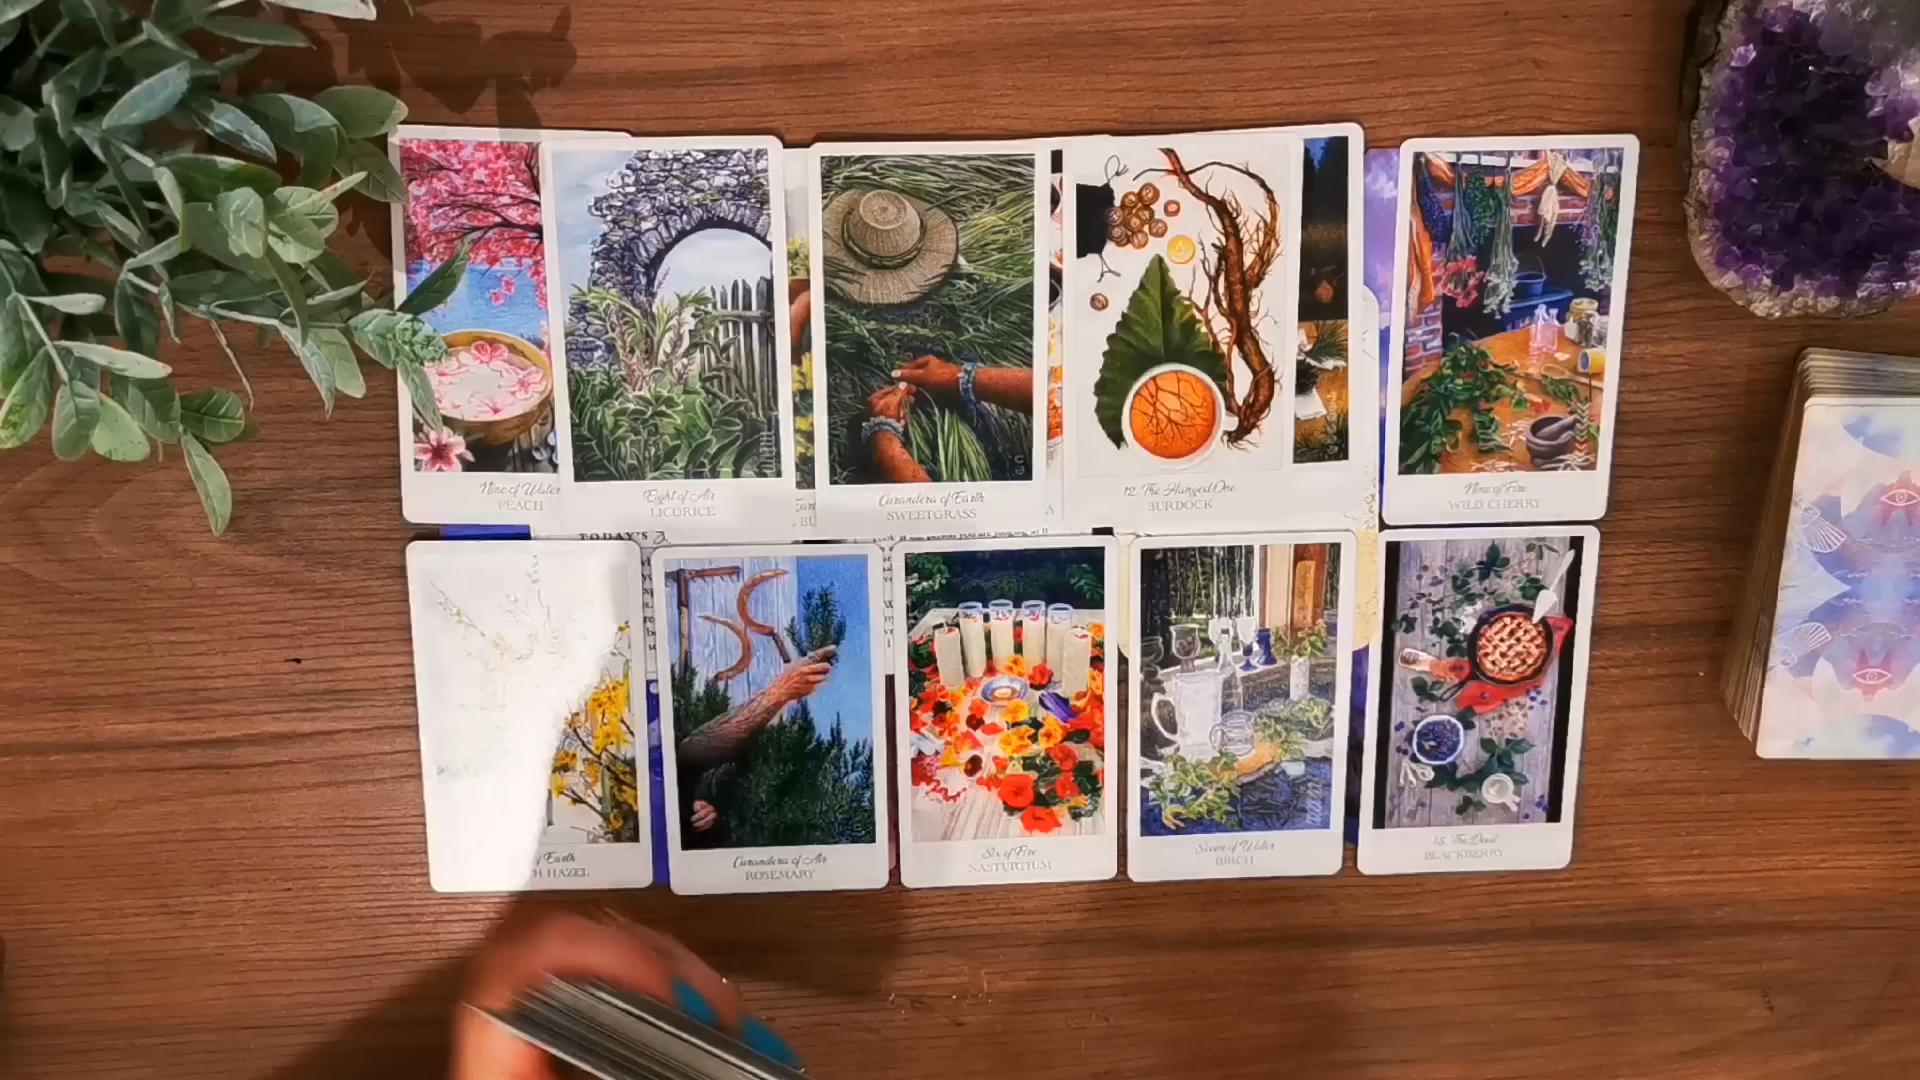 Nine of Water
PEACH
Eight of Air
LICORICE
Curandera of Earth
SWEETGRASS
12. The Hanged One
BURDOCK
Nine of Fire
WILD CHERRY
TODAY'S
of Earth
H HAZEL
Curandera of Air
ROSEMARY
Six of Fire
NASTURTIUM
Seven of Water
BIRCH
15. The Devil
BLACKBERRY